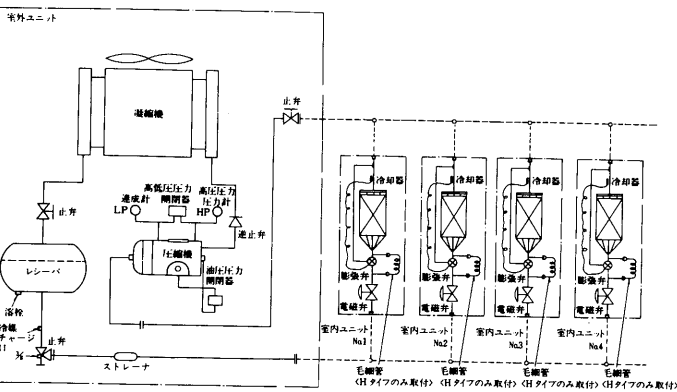 室外ユニット
凝縮機
止弁
高低圧圧力
開閉器
連成計
LP
高圧圧力
圧力計
HP
逆止弁
圧縮機
油圧圧力
開閉器
止弁
レシーバ
溶栓
冷媒
チャージ
止弁
ストレーナ
冷却器
冷却器
冷却器
冷却器
膨張弁
膨張弁
膨張弁
膨張弁
電磁弁
電磁弁
電磁弁
電磁弁
室内ユニット
No.1
室内ユニット
No.2
室内ユニット
No.3
室内ユニット
No.4
毛細管
毛細管
毛細管
毛細管
〈Hタイプのみ取付〉〈Hタイプのみ取付〉〈Hタイプのみ取付〉〈Hタイプのみ取付〉